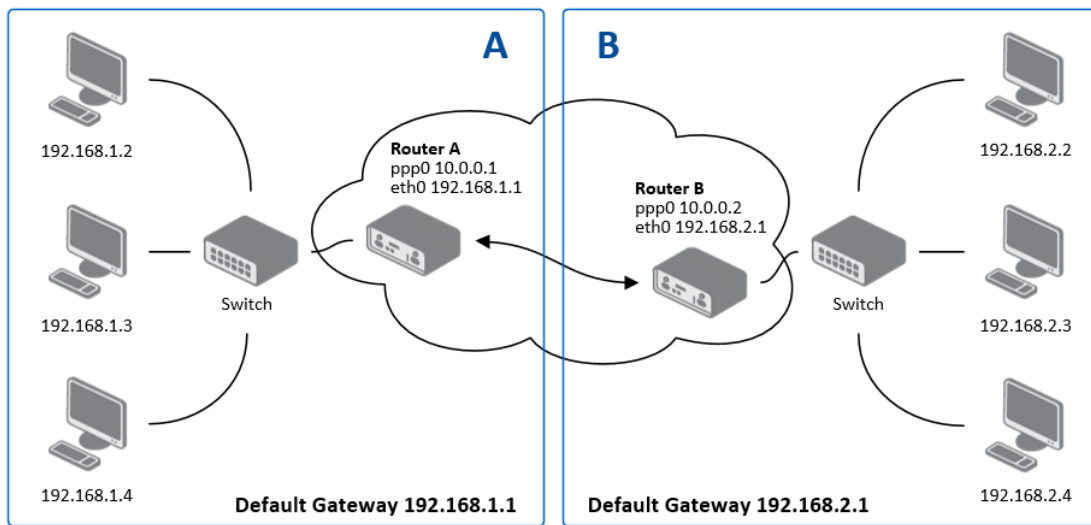 A
B
192.168.1.2
192.168.2.2
Router A
ppp0 10.0.0.1
eth0 192.168.1.1
Router B
ppp0 10.0.0.2
eth0 192.168.2.1
Switch
Switch
192.168.1.3
192.168.2.3
192.168.1.4
192.168.2.4
Default Gateway 192.168.1.1
Default Gateway 192.168.2.1